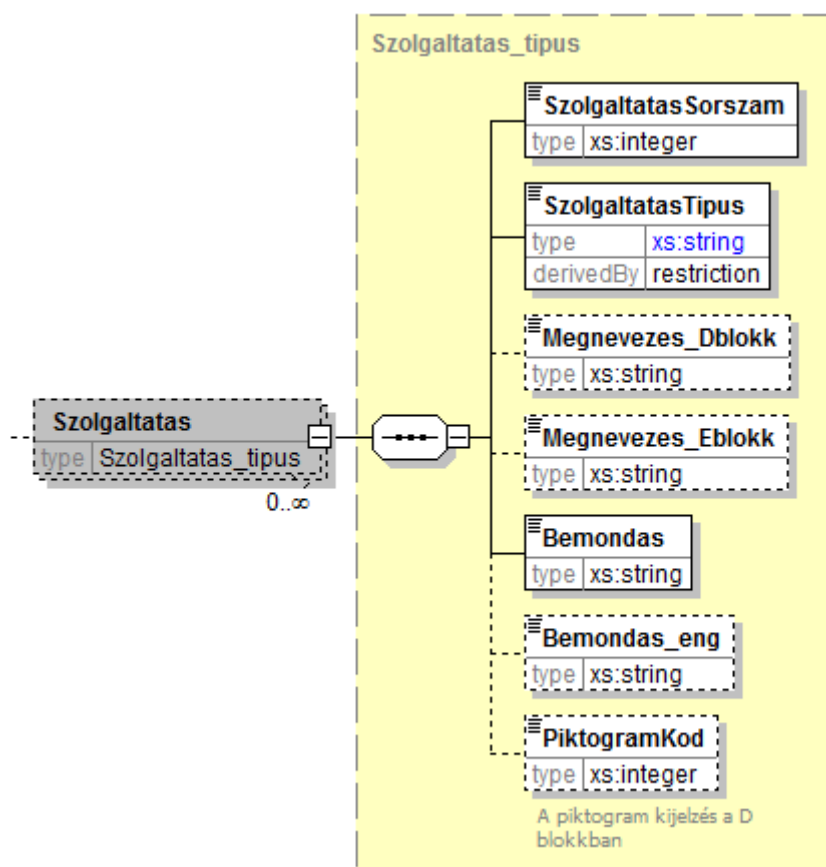 Szolgaltatas_tipus
SzolgaltatasSorszam
type xs:integer
SzolgaltatasTipus
type xs:string
derivedBy restriction
Megnevezes_Dblokk
type xs:string
Szolgaltatas
type Szolgaltatas_tipus
0..∞
Megnevezes_Eblokk
type xs:string
Bemondas
type xs:string
Bemondas_eng
type xs:string
PiktogramKod
type xs:integer
A piktogram kijelzés a D
blokkban